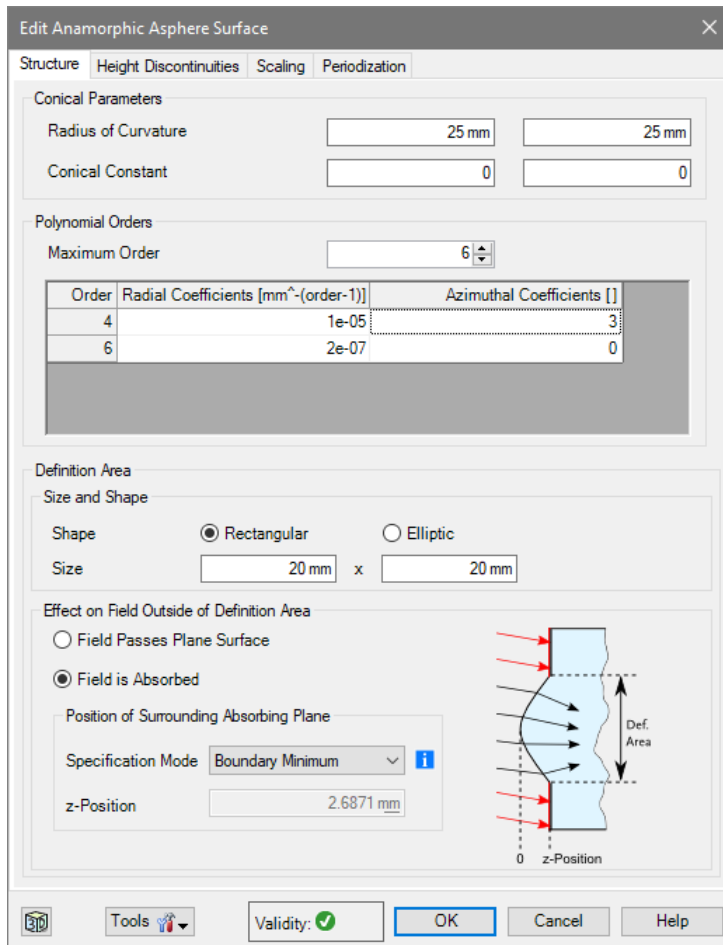 Edit Anamorphic Asphere Surface
Structure Height Discontinuities Scaling Periodization
Conical Parameters
Radius of Curvature 25 mm 25 mm
Conical Constant 0 0
Polynomial Orders
Maximum Order 6
Order Radial Coefficients [mm^-(order-1)] Azimuthal Coefficients []
4 1e-05 3
6 2e-07 0
Definition Area
Size and Shape
Shape Rectangular Elliptic
Size 20 mm x 20 mm
Effect on Field Outside of Definition Area
Field Passes Plane Surface
Field is Absorbed
Position of Surrounding Absorbing Plane
Specification Mode Boundary Minimum i
z-Position 2.6871 mm
Def.
Area
0 z-Position
3D Tools Validity: OK Cancel Help